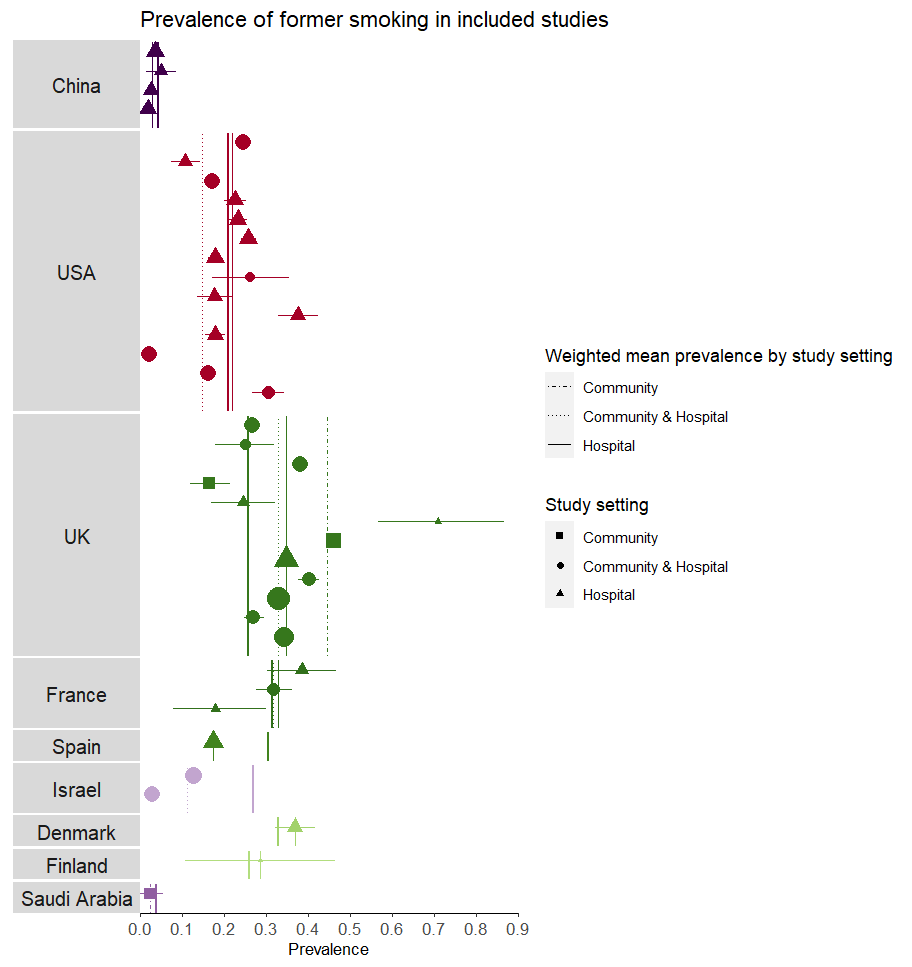 Prevalence of former smoking in included studies
China
USA
UK
France
Spain
Israel
Denmark
Finland
Saudi Arabia
0.0 0.1 0.2 0.3 0.4 0.5 0.6 0.7 0.8 0.9
Prevalence
Weighted mean prevalence by study setting
Community
Community & Hospital
Hospital
Study setting
Community
Community & Hospital
Hospital